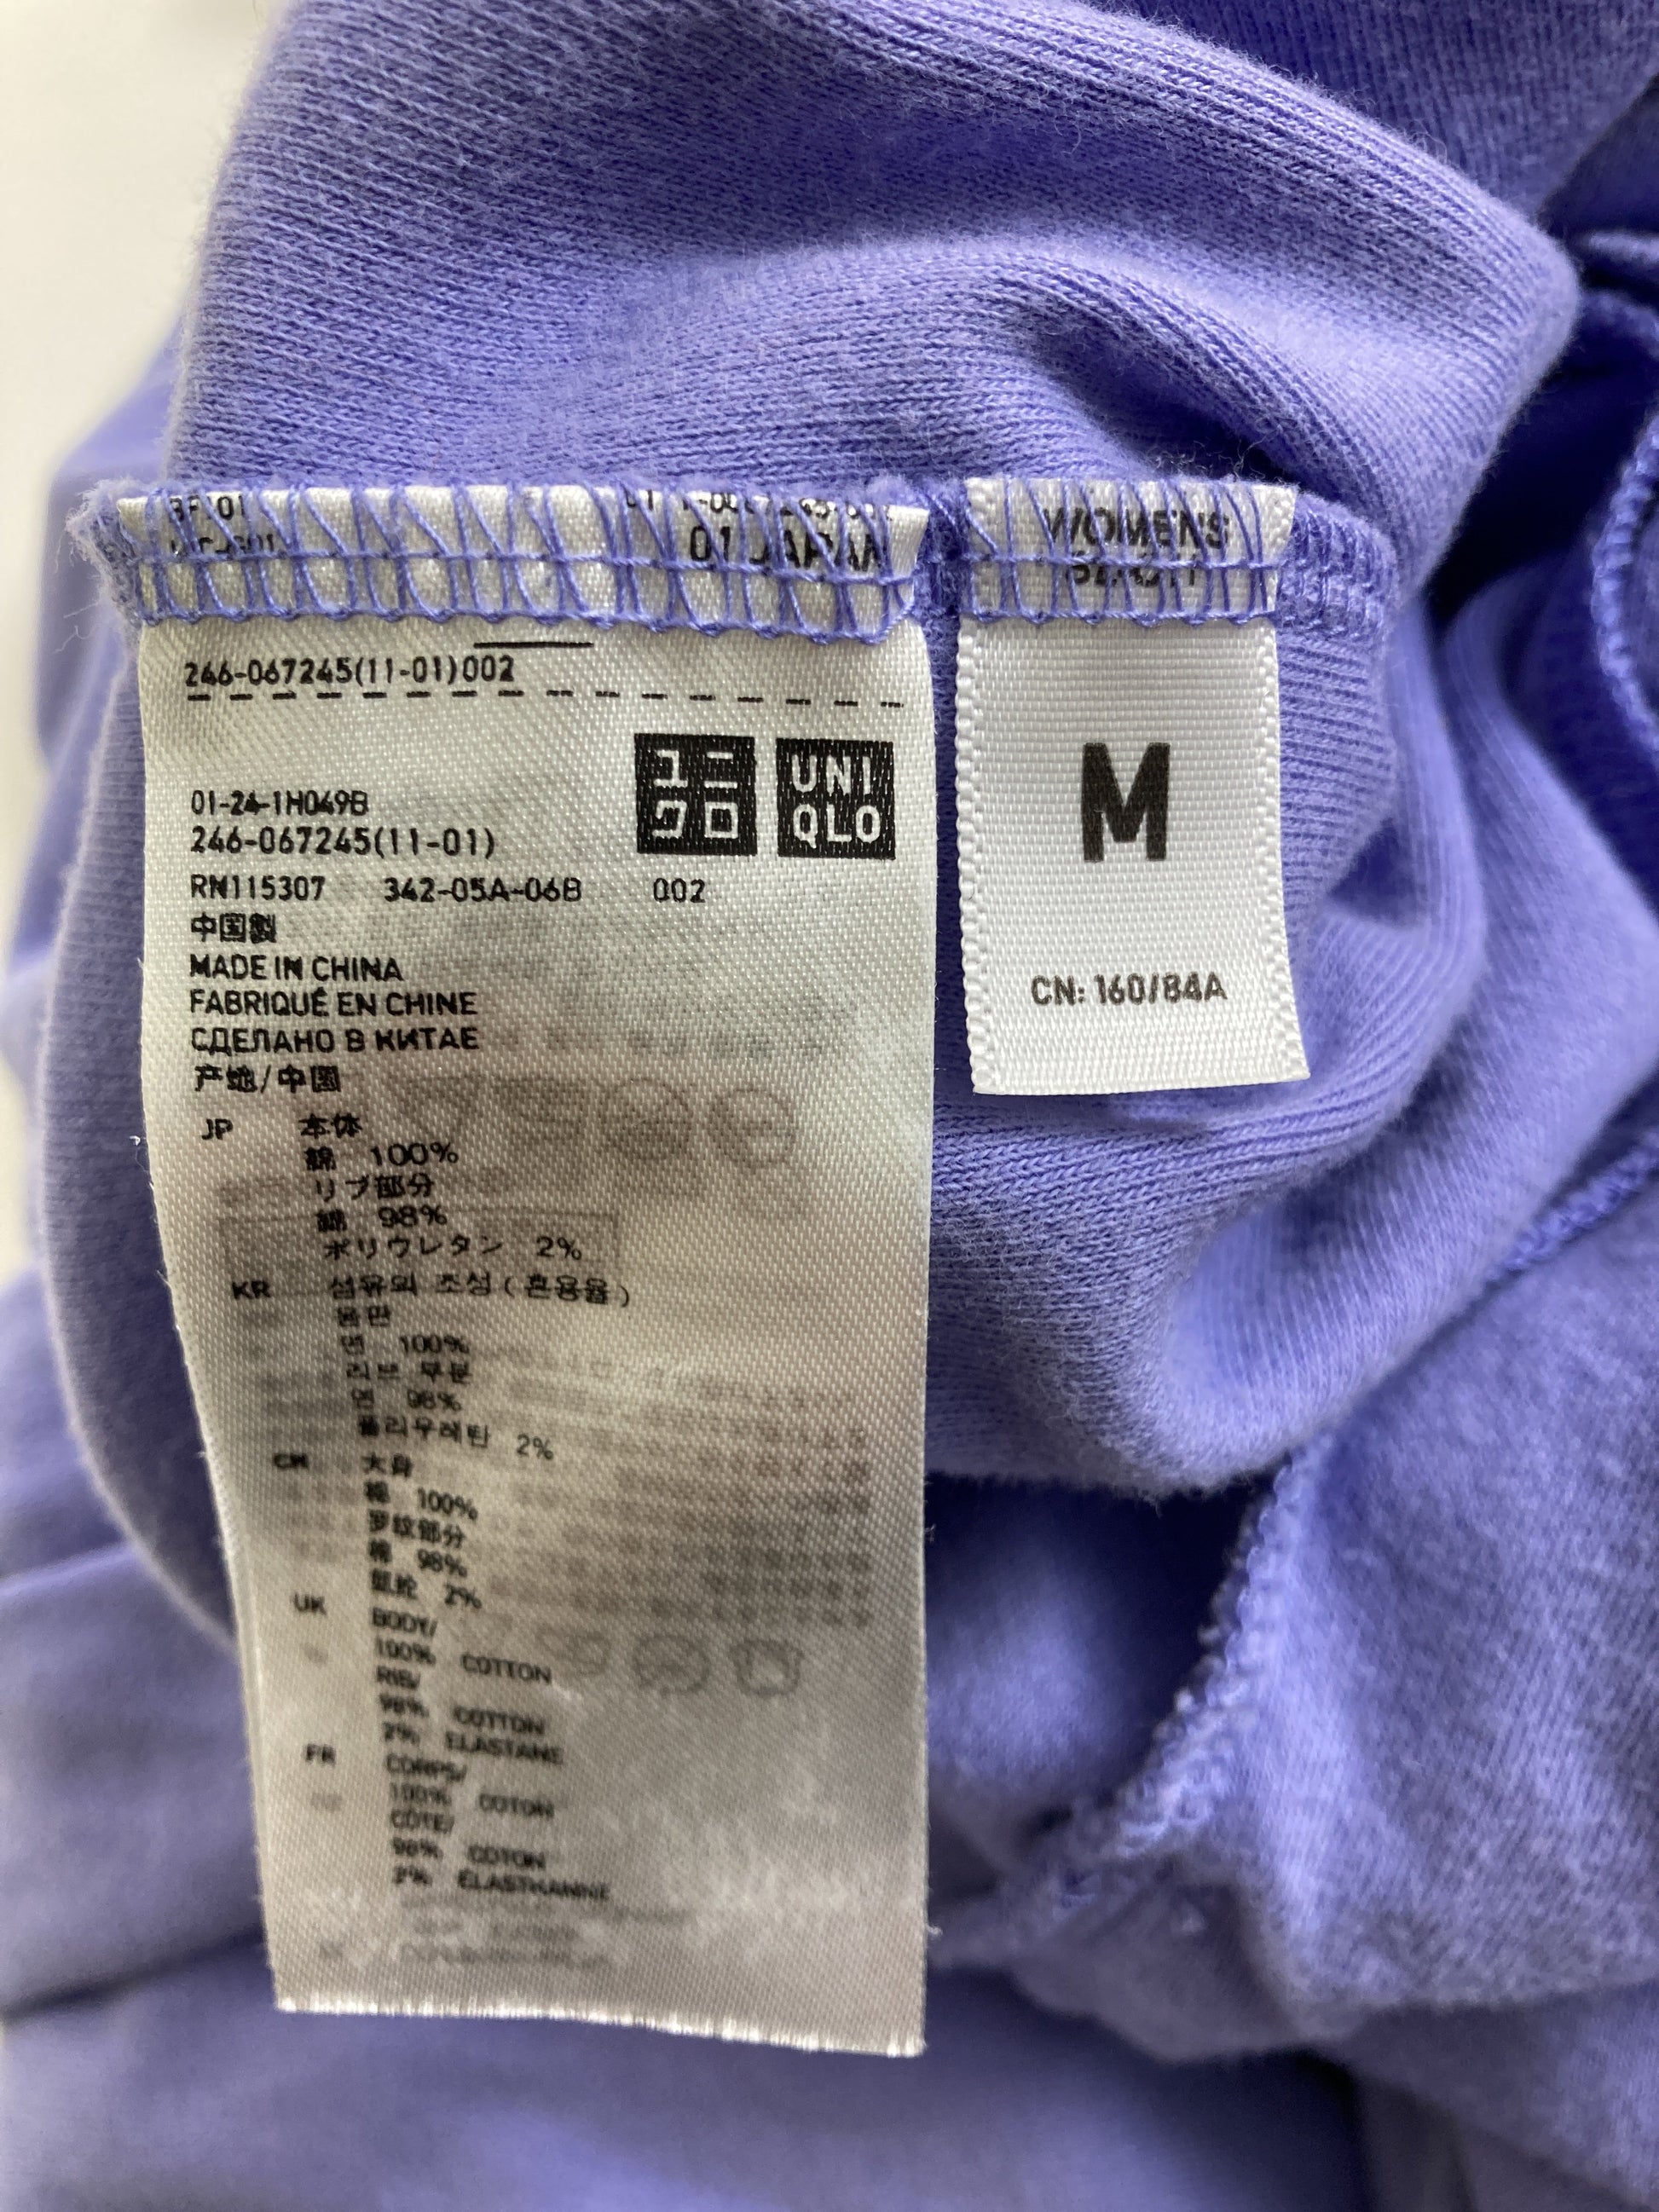 01 JAPAN
246-067245(11-01)002
ユニクロ
UNIQLO
01-24-1H049B
246-067245(11-01)
RN115307 342-05A-06B 002
中国製
MADE IN CHINA
FABRIQUÉ EN CHINE
СДЕЛАНО В КИТАЕ
产地/中国
JP 本体
綿 100%
リブ部分
綿 98%
ポリウレタン 2%
KR 섬유의 조성(혼용율)
몸판
면 100%
리브 부분
면 98%
폴리우레탄 2%
CN 大身
棉 100%
罗纹部分
棉 98%
氨纶 2%
UK BODY/
100% COTTON
RIB/
98% COTTON
2% ELASTANE
FR CORPS/
100% COTON
CÔTE/
98% COTON
2% ÉLASTHANNE
WOMENS
M
CN: 160/84A